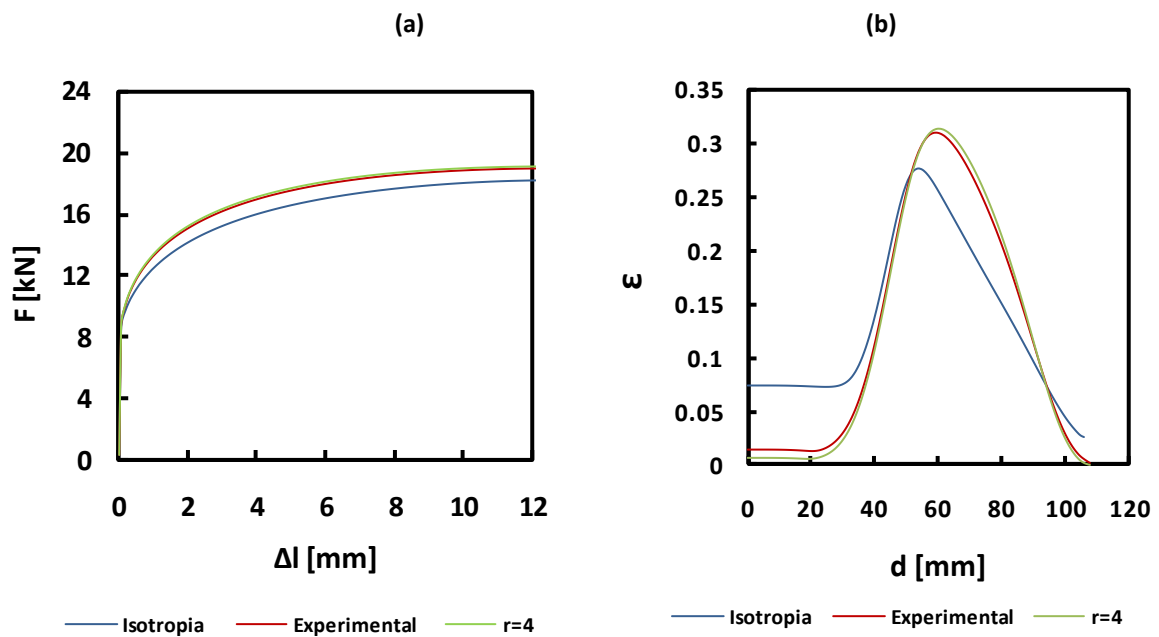 (a)
24
20
16
12
8
4
0
F [kN]
0 2 4 6 8 10 12
Δl [mm]
Isotropia Experimental r=4
(b)
0.35
0.3
0.25
0.2
0.15
0.1
0.05
0
ε
0 20 40 60 80 100 120
d [mm]
Isotropia Experimental r=4